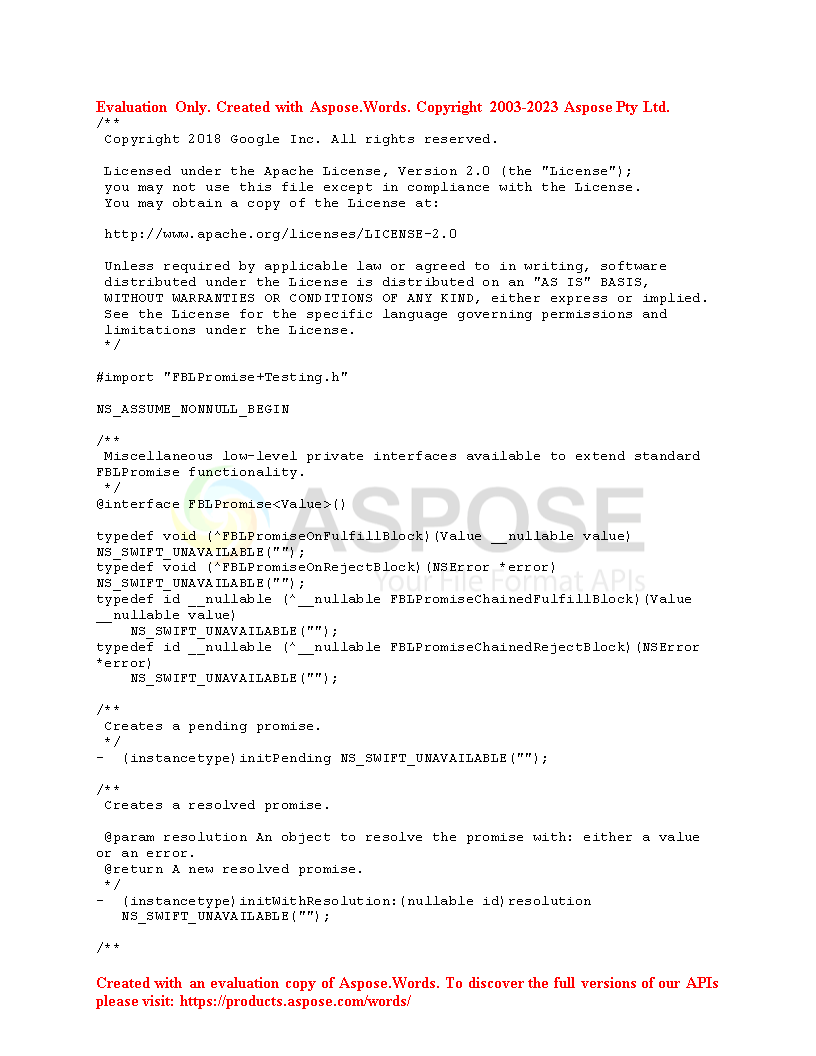 Evaluation Only. Created with Aspose.Words. Copyright 2003-2023 Aspose Pty Ltd.
/**
 Copyright 2018 Google Inc. All rights reserved.

 Licensed under the Apache License, Version 2.0 (the "License");
 you may not use this file except in compliance with the License.
 You may obtain a copy of the License at:

 http://www.apache.org/licenses/LICENSE-2.0

 Unless required by applicable law or agreed to in writing, software
 distributed under the License is distributed on an "AS IS" BASIS,
 WITHOUT WARRANTIES OR CONDITIONS OF ANY KIND, either express or implied.
 See the License for the specific language governing permissions and
 limitations under the License.
 */

#import "FBLPromise+Testing.h"

NS_ASSUME_NONNULL_BEGIN

/**
 Miscellaneous low-level private interfaces available to extend standard
FBLPromise functionality.
 */
@interface FBLPromise<Value>()
ASPOSE

typedef void (^FBLPromiseOnFulfillBlock)(Value __nullable value)
NS_SWIFT_UNAVAILABLE("");
typedef void (^FBLPromiseOnRejectBlock)(NSError *error)
NS_SWIFT_UNAVAILABLE("");
Your File Format APIs
typedef id __nullable (^__nullable FBLPromiseChainedFulfillBlock)(Value
__nullable value)
    NS_SWIFT_UNAVAILABLE("");
typedef id __nullable (^__nullable FBLPromiseChainedRejectBlock)(NSError
*error)
    NS_SWIFT_UNAVAILABLE("");

/**
 Creates a pending promise.
 */
-  (instancetype)initPending NS_SWIFT_UNAVAILABLE("");

/**
 Creates a resolved promise.

 @param resolution An object to resolve the promise with: either a value
or an error.
 @return A new resolved promise.
 */
-  (instancetype)initWithResolution:(nullable id)resolution
   NS_SWIFT_UNAVAILABLE("");

/**

Created with an evaluation copy of Aspose.Words. To discover the full versions of our APIs
please visit: https://products.aspose.com/words/